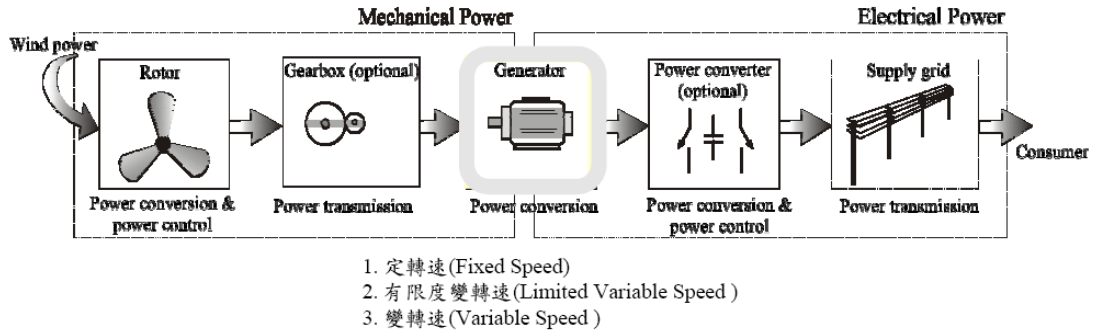 Mechanical Power
Electrical Power
Wind power
Rotor
Gearbox (optional)
Generator
Power converter
(optional)
Supply grid
Consumer
Power conversion &
power control
Power transmission
Power conversion
Power conversion &
power control
Power transmission
1. 定轉速(Fixed Speed)
2. 有限度變轉速(Limited Variable Speed )
3. 變轉速(Variable Speed )